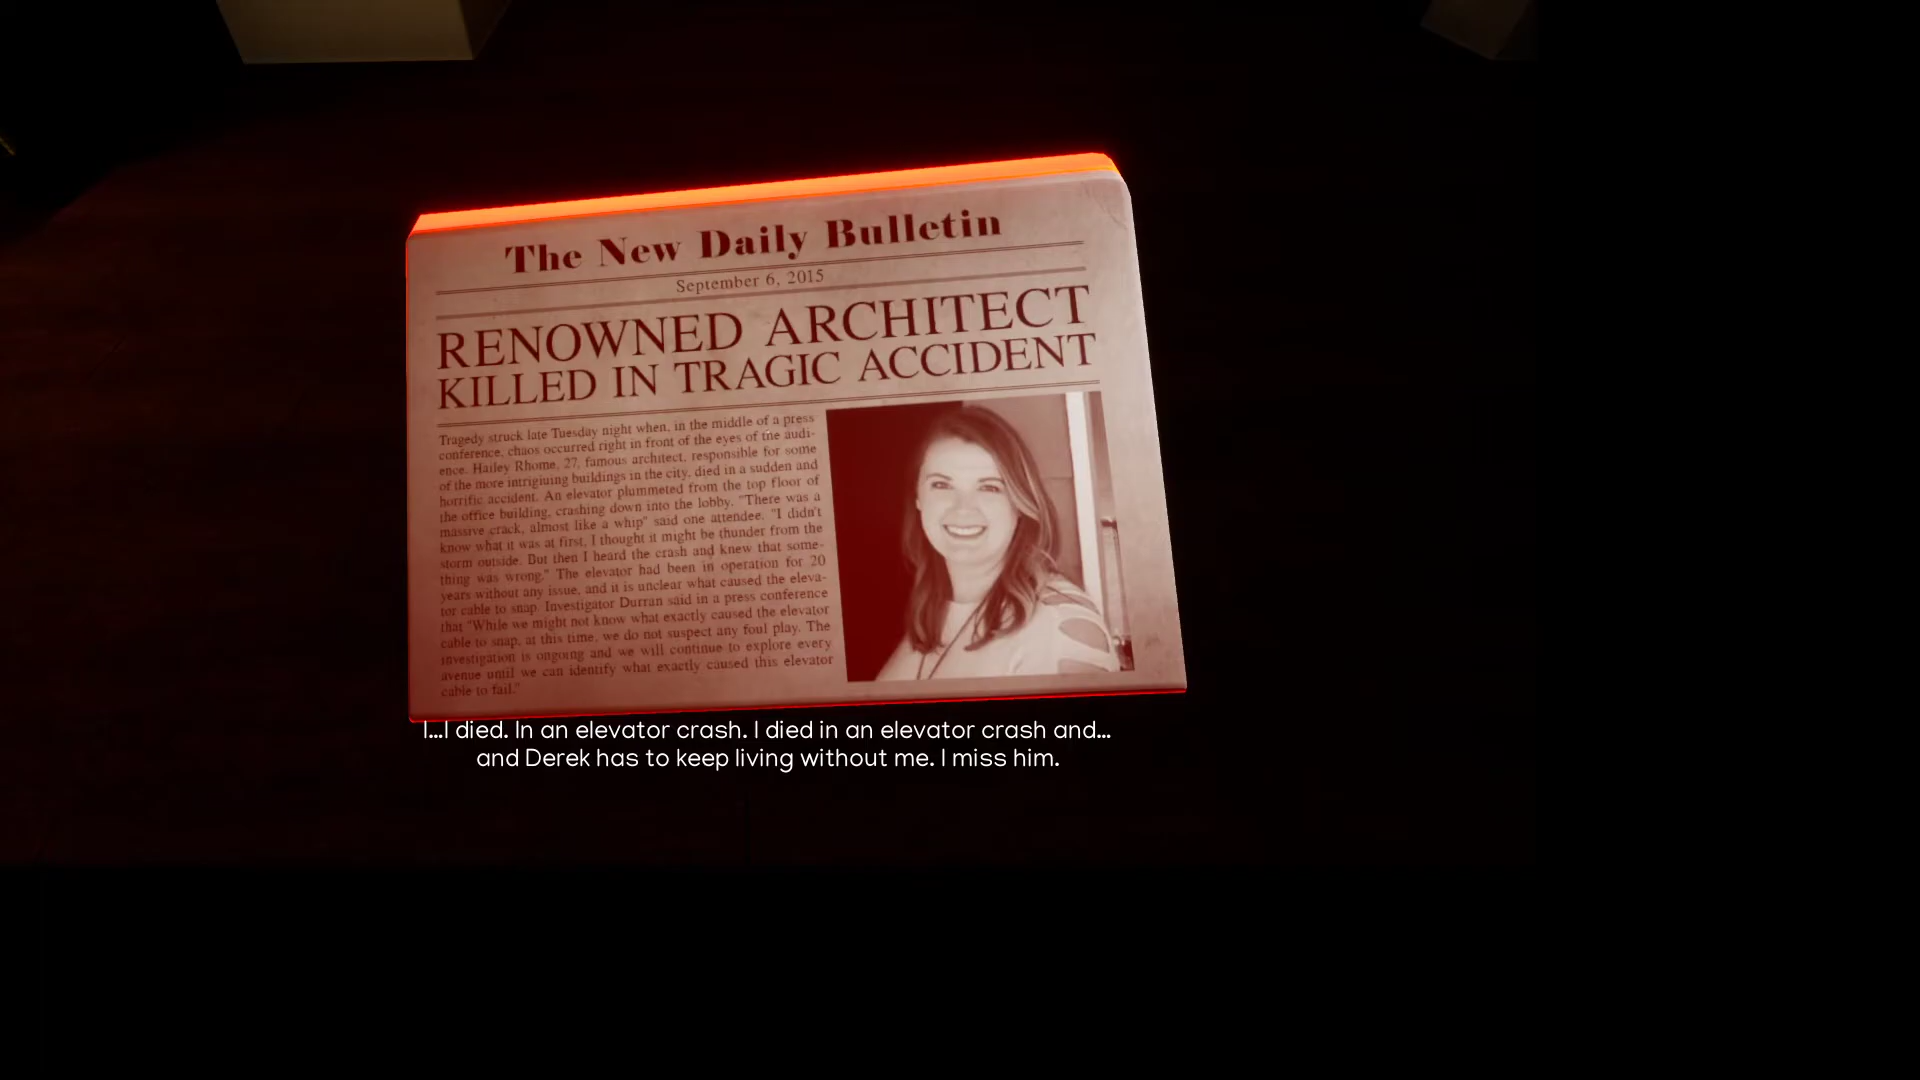 The New Daily Bulletin
September 6, 2015
RENOWNED ARCHITECT
KILLED IN TRAGIC ACCIDENT
Tragedy struck late Tuesday night when, in the middle of a press
conference, chaos occurred right in front of the eyes of the audi-
ence. Hailey Rhome, 27, famous architect, responsible for some
of the more intrigiuing buildings in the city, died in a sudden and
horrific accident. An elevator plummeted from the top floor of
the office building, crashing down into the lobby. "There was a
massive crack, almost like a whip" said one attendee. "I didn't
know what it was at first, I thought it might be thunder from the
storm outside. But then I heard the crash and knew that some-
thing was wrong." The elevator had been in operation for 20
years without any issue, and it is unclear what caused the eleva-
tor cable to snap. Investigator Durran said in a press conference
that "While we might not know what exactly caused the elevator
cable to snap, at this time, we do not suspect any foul play. The
investigation is ongoing and we will continue to explore every
avenue until we can identify what exactly caused this elevator
cable to fail."
I...I died. In an elevator crash. I died in an elevator crash and...
and Derek has to keep living without me. I miss him.